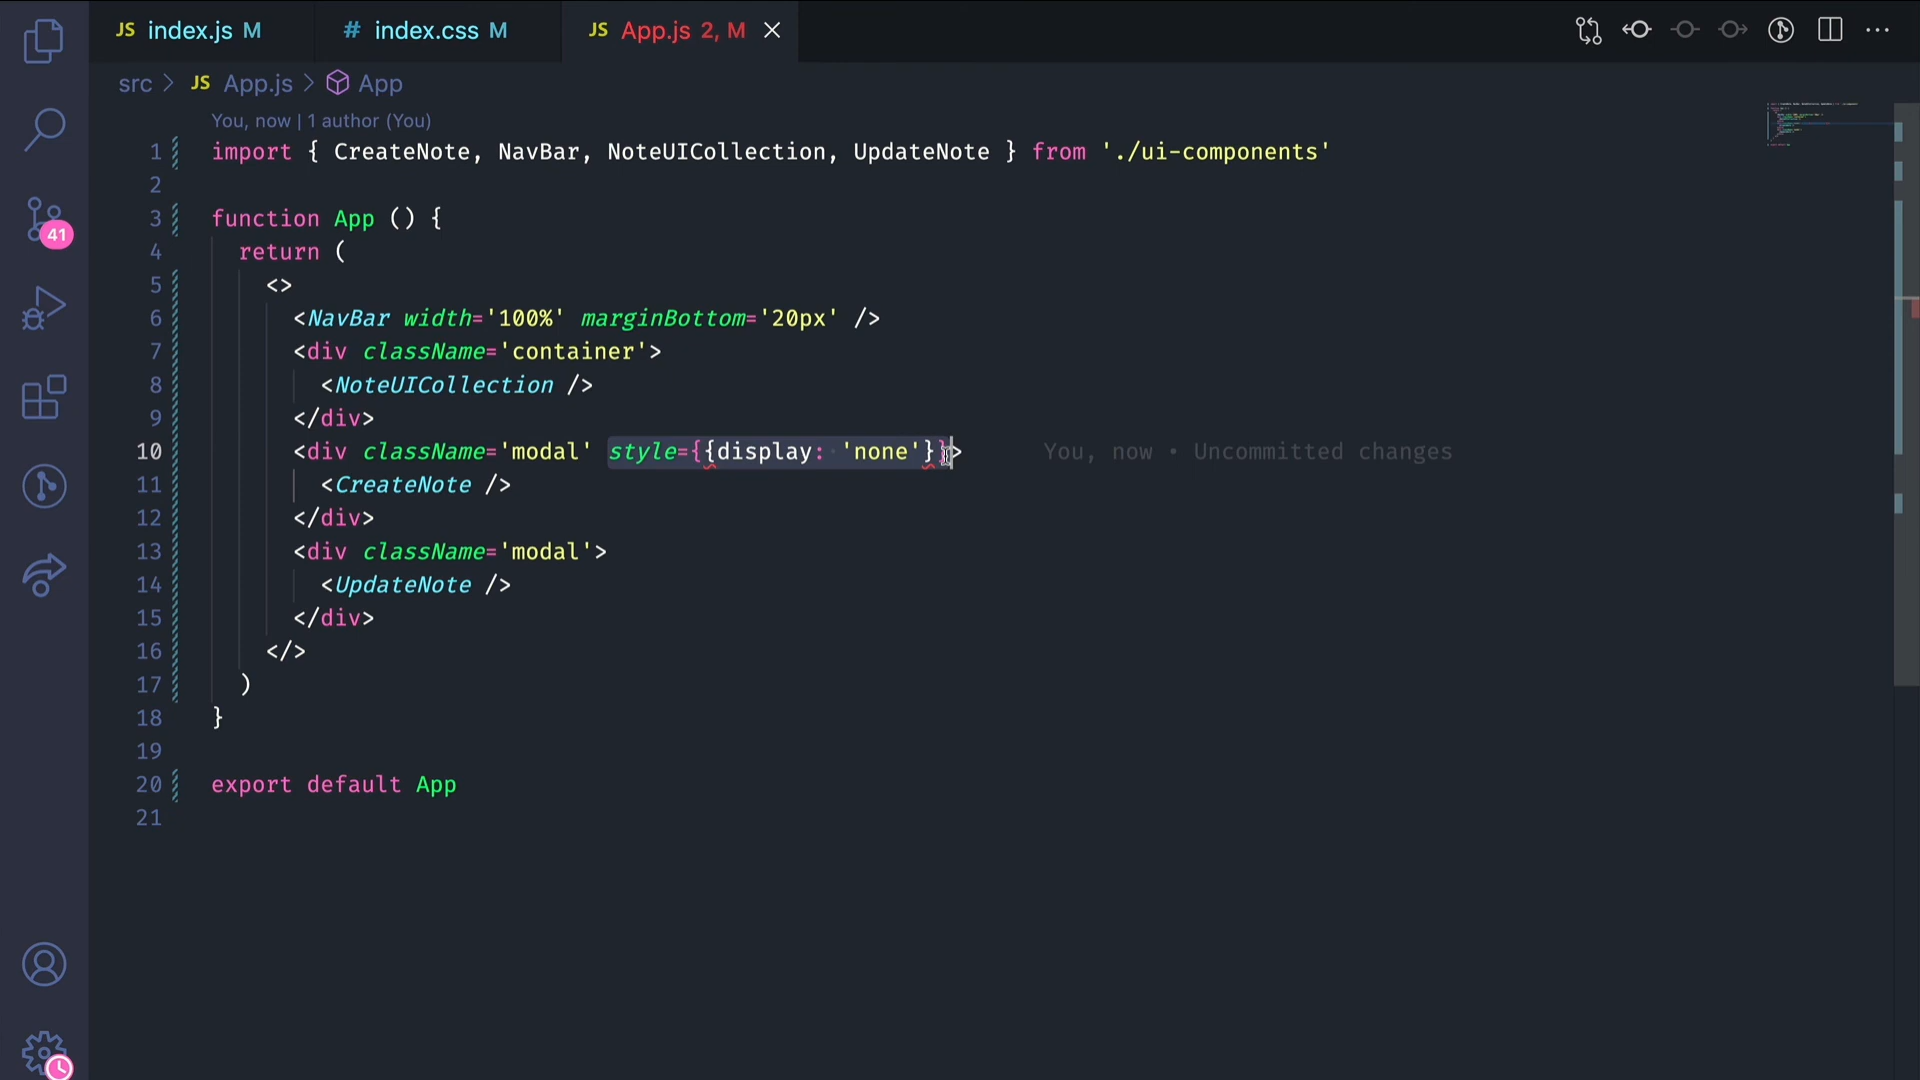 JS index.js M
# index.css M
JS App.js 2, M
src > JS App.js > App
You, now | 1 author (You)
1 import { CreateNote, NavBar, NoteUICollection, UpdateNote } from './ui-components'
2
3 function App () {
4 return (
5 <>
6 <NavBar width='100%' marginBottom='20px' />
7 <div className='container'>
8 <NoteUICollection />
9 </div>
10 <div className='modal' style={{display: 'none'}}> You, now • Uncommitted changes
11 <CreateNote />
12 </div>
13 <div className='modal'>
14 <UpdateNote />
15 </div>
16 </>
17 )
18 }
19
20 export default App
21
41